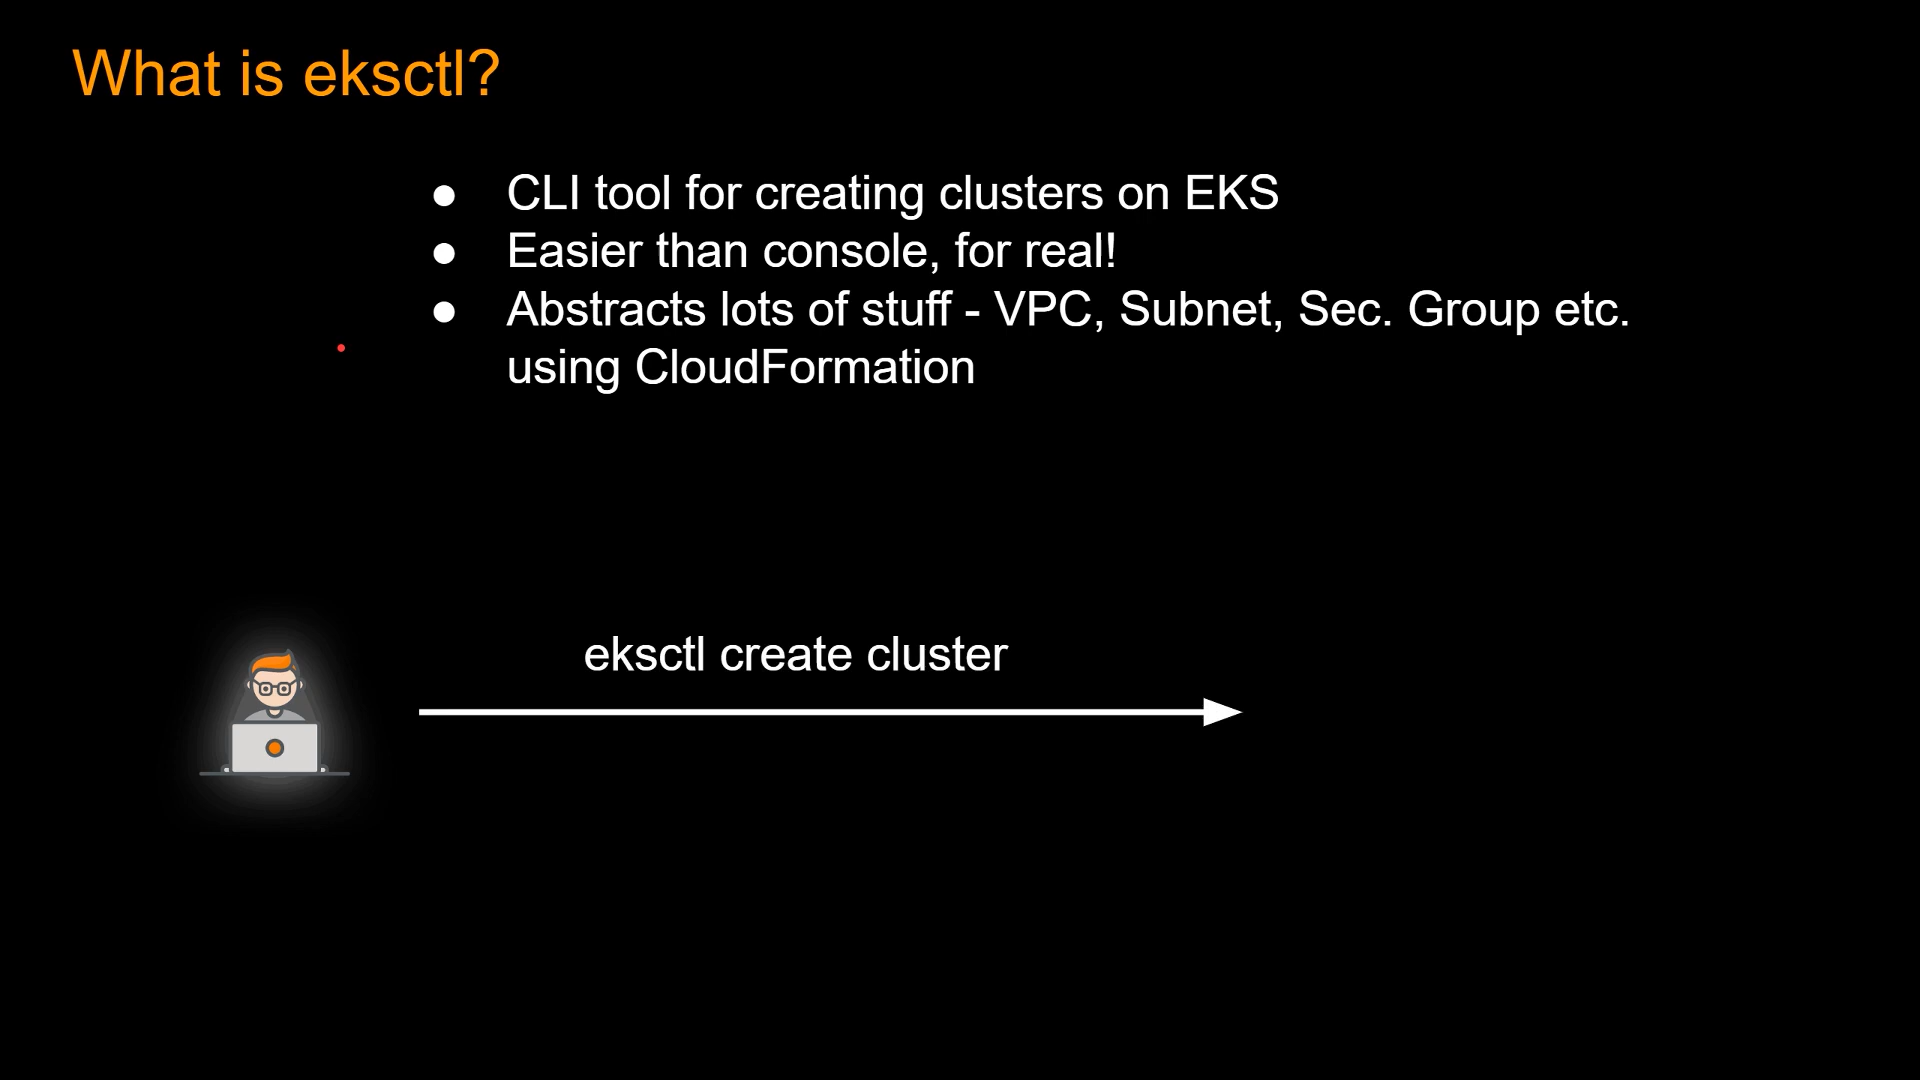 What is eksctl?
● CLI tool for creating clusters on EKS
● Easier than console, for real!
● Abstracts lots of stuff - VPC, Subnet, Sec. Group etc.
using CloudFormation
eksctl create cluster